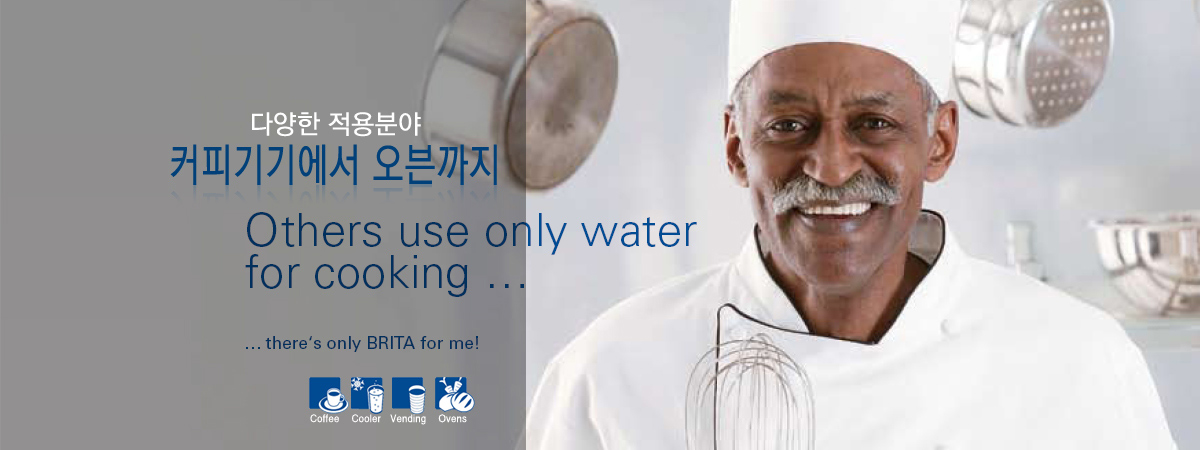 다양한 적용분야
커피기기에서 오븐까지
Others use only water
for cooking ...
... there's only BRITA for me!
Coffee Cooler Vending Ovens